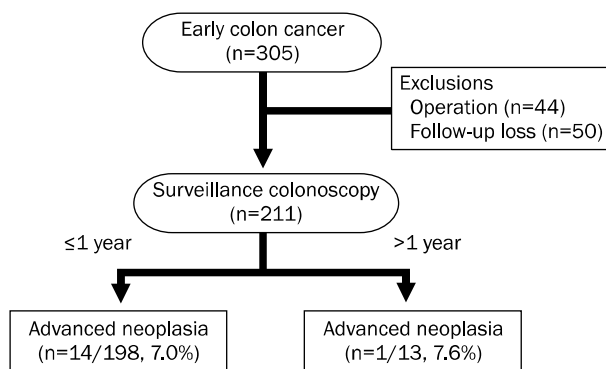 Early colon cancer
(n=305)
Exclusions
Operation (n=44)
Follow-up loss (n=50)
Surveillance colonoscopy
(n=211)
≤1 year
>1 year
Advanced neoplasia
(n=14/198, 7.0%)
Advanced neoplasia
(n=1/13, 7.6%)